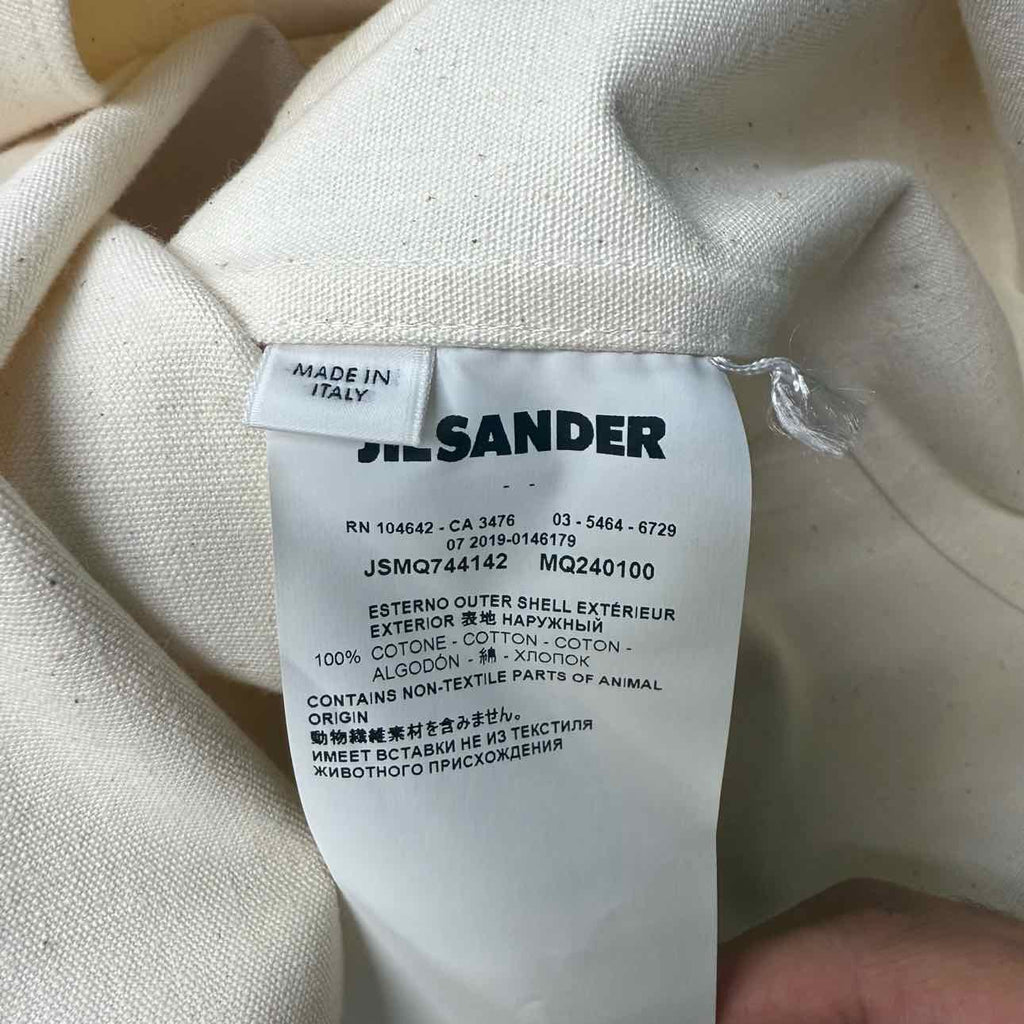 MADE IN
ITALY
JIL SANDER
- -
RN 104642 - CA 3476 03 - 5464 - 6729
07 2019-0146179
JSMQ744142 MQ240100
ESTERNO OUTER SHELL EXTÉRIEUR
EXTERIOR 表地 НАРУЖНЫЙ
100% COTONE - COTTON - COTON -
ALGODÓN - 綿 - ХЛОПОК
CONTAINS NON-TEXTILE PARTS OF ANIMAL
ORIGIN
動物繊維素材を含みません。
ИМЕЕТ ВСТАВКИ НЕ ИЗ ТЕКСТИЛЯ
ЖИВОТНОГО ПРИСХОЖДЕНИЯ